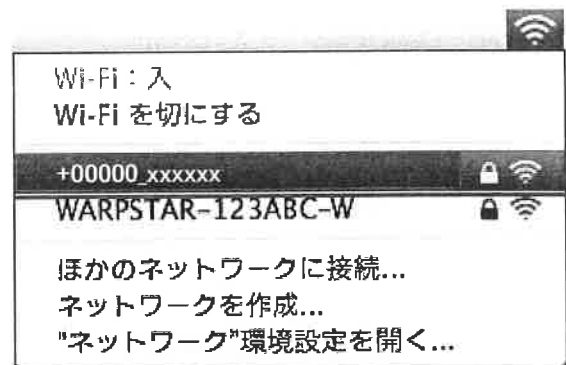 Wi-Fi：入
Wi-Fi を切にする
+00000_xxxxxx
WARPSTAR-123ABC-W
ほかのネットワークに接続...
ネットワークを作成...
"ネットワーク"環境設定を開く...